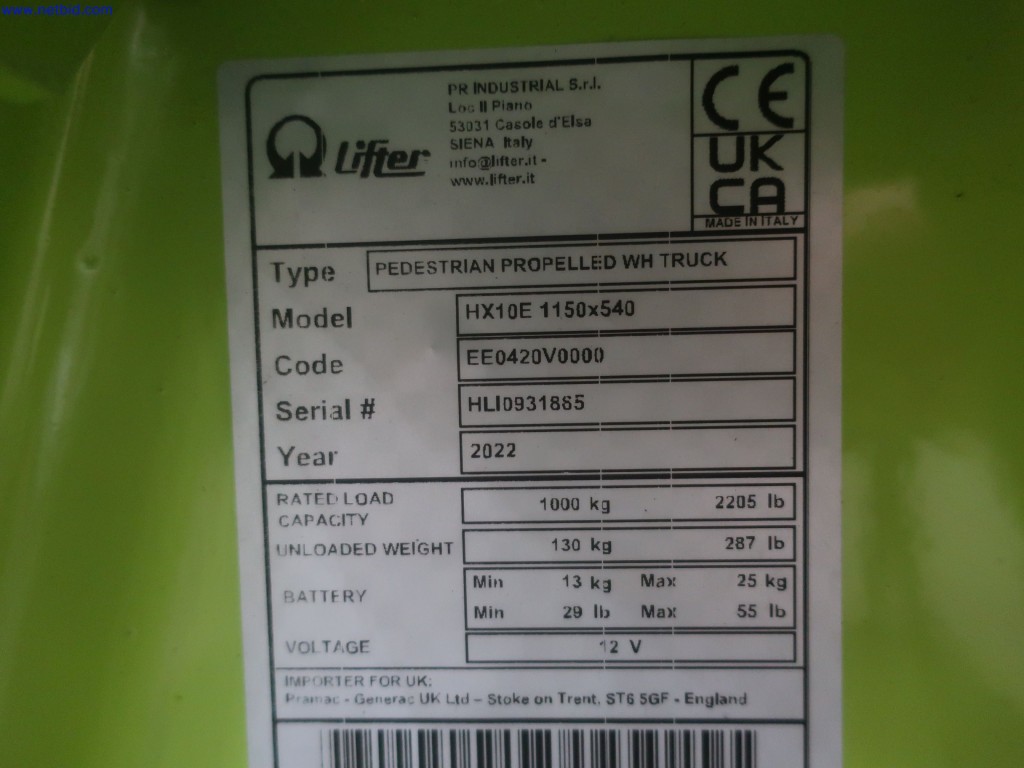 www.netbid.com
PR INDUSTRIAL S.r.l.
Loc Il Piano
53031 Casole d'Elsa
SIENA Italy
info@lifter.it -
www.lifter.it
Lifter
CE
UK
CA
MADE IN ITALY
Type PEDESTRIAN PROPELLED WH TRUCK
Model HX10E 1150x540
Code EE0420V0000
Serial # HLI0931885
Year 2022
RATED LOAD
CAPACITY 1000 kg 2205 lb
UNLOADED WEIGHT 130 kg 287 lb
BATTERY Min 13 kg Max 25 kg
Min 29 lb Max 55 lb
VOLTAGE 12 V
IMPORTER FOR UK:
Pramac - Generac UK Ltd – Stoke on Trent, ST6 5GF - England